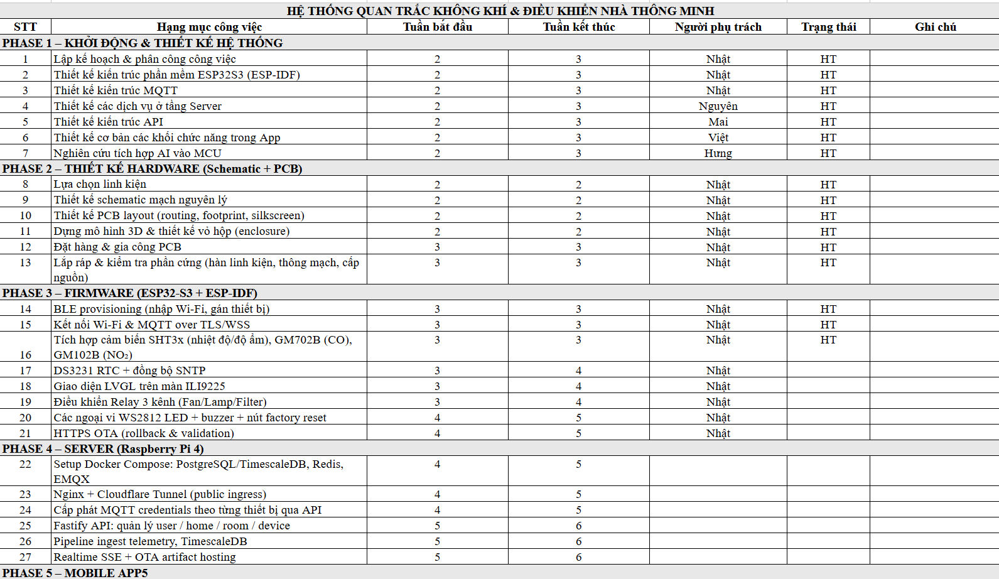 HỆ THỐNG QUAN TRẮC KHÔNG KHÍ & ĐIỀU KHIỂN NHÀ THÔNG MINH
STT Hạng mục công việc Tuần bắt đầu Tuần kết thúc Người phụ trách Trạng thái Ghi chú
PHASE 1 – KHỞI ĐỘNG & THIẾT KẾ HỆ THỐNG
1 Lập kế hoạch & phân công công việc 2 3 Nhật HT
2 Thiết kế kiến trúc phần mềm ESP32S3 (ESP-IDF) 2 3 Nhật HT
3 Thiết kế kiến trúc MQTT 2 3 Nhật HT
4 Thiết kế các dịch vụ ở tầng Server 2 3 Nguyên HT
5 Thiết kế kiến trúc API 2 3 Mai HT
6 Thiết kế cơ bản các khối chức năng trong App 2 3 Việt HT
7 Nghiên cứu tích hợp AI vào MCU 2 3 Hưng HT
PHASE 2 – THIẾT KẾ HARDWARE (Schematic + PCB)
8 Lựa chọn linh kiện 2 2 Nhật HT
9 Thiết kế schematic mạch nguyên lý 2 2 Nhật HT
10 Thiết kế PCB layout (routing, footprint, silkscreen) 2 2 Nhật HT
11 Dựng mô hình 3D & thiết kế vỏ hộp (enclosure) 2 2 Nhật HT
12 Đặt hàng & gia công PCB 3 3 Nhật HT
13 Lắp ráp & kiểm tra phần cứng (hàn linh kiện, thông mạch, cấp 3 3 Nhật HT
nguồn)
PHASE 3 – FIRMWARE (ESP32-S3 + ESP-IDF)
14 BLE provisioning (nhập Wi-Fi, gán thiết bị) 3 3 Nhật HT
15 Kết nối Wi-Fi & MQTT over TLS/WSS 3 3 Nhật HT
Tích hợp cảm biến SHT3x (nhiệt độ/độ ẩm), GM702B (CO), 3 3 Nhật HT
16 GM102B (NO₂)
17 DS3231 RTC + đồng bộ SNTP 3 4 Nhật
18 Giao diện LVGL trên màn ILI9225 3 4 Nhật
19 Điều khiển Relay 3 kênh (Fan/Lamp/Filter) 3 4 Nhật
20 Các ngoại vi WS2812 LED + buzzer + nút factory reset 4 5 Nhật
21 HTTPS OTA (rollback & validation) 4 5 Nhật
PHASE 4 – SERVER (Raspberry Pi 4)
22 Setup Docker Compose: PostgreSQL/TimescaleDB, Redis, 4 5
EMQX
23 Nginx + Cloudflare Tunnel (public ingress) 4 5
24 Cấp phát MQTT credentials theo từng thiết bị qua API 4 5
25 Fastify API: quản lý user / home / room / device 5 6
26 Pipeline ingest telemetry, TimescaleDB 5 6
27 Realtime SSE + OTA artifact hosting 5 6
PHASE 5 – MOBILE APP5